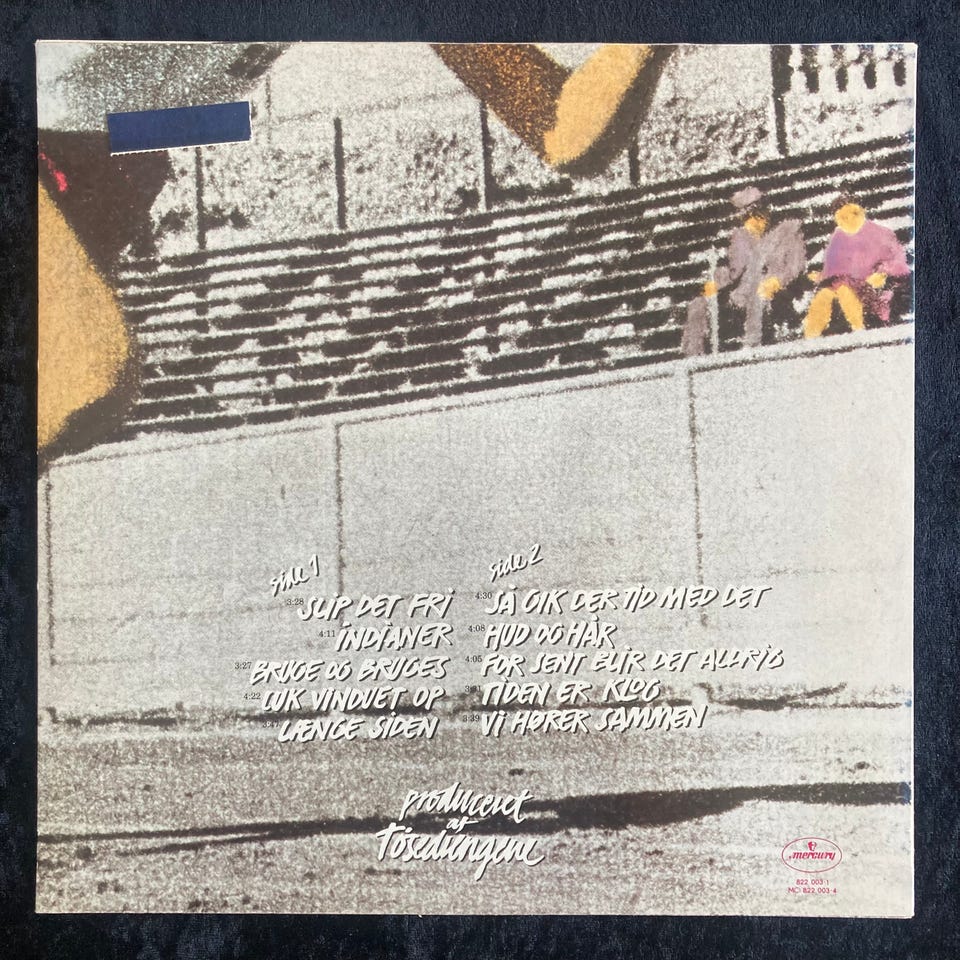 side 1
3:28 SLIP DET FRI
4:11 INDIANER
3:27 BRUGE OG BRUGES
4:22 LUK VINDUET OP
LÆNGE SIDEN
side 2
4:30 SÅ GIK DER TID MED DET
4:08 HUD OG HÅR
4:05 FOR SENT BLIR DET ALDRIG
TIDEN ER KLOG
3:39 VI HØRER SAMMEN
produceret
af
Tøsedrengene
mercury
822 003 1
MC: 822 003-4